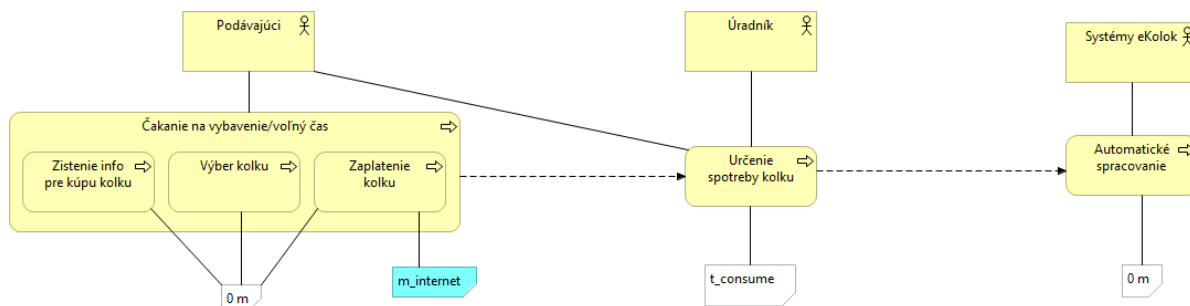 Podávajúci
Úradník
Systémy eKolok
Čakanie na vybavenie/voľný čas
Zistenie info
pre kúpu kolku
Výber kolku
Zaplatenie
kolku
Určenie
spotreby kolku
Automatické
spracovanie
0 m
m_internet
t_consume
0 m